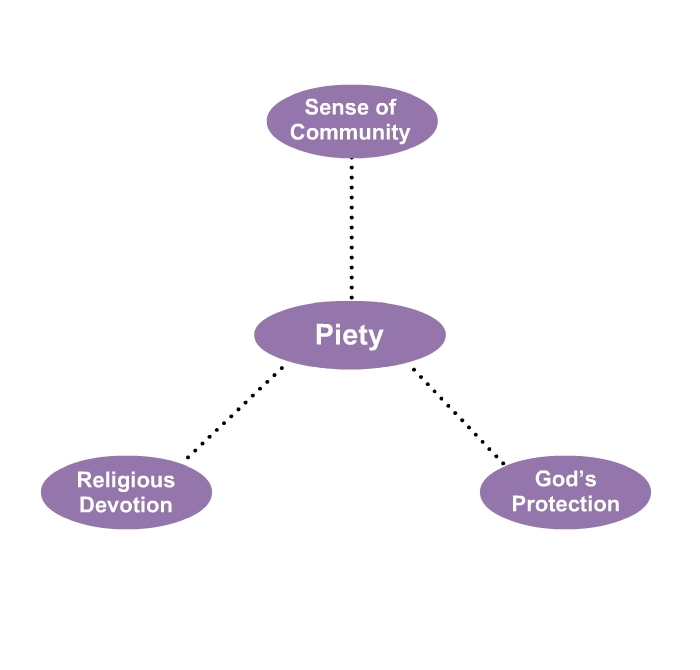 Sense of
Community
Piety
Religious
Devotion
God’s
Protection